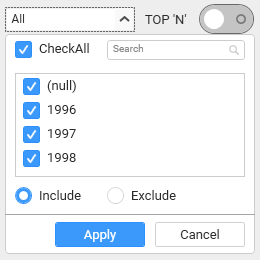 All TOP 'N'
CheckAll Search
(null)
1996
1997
1998
Include Exclude
Apply Cancel